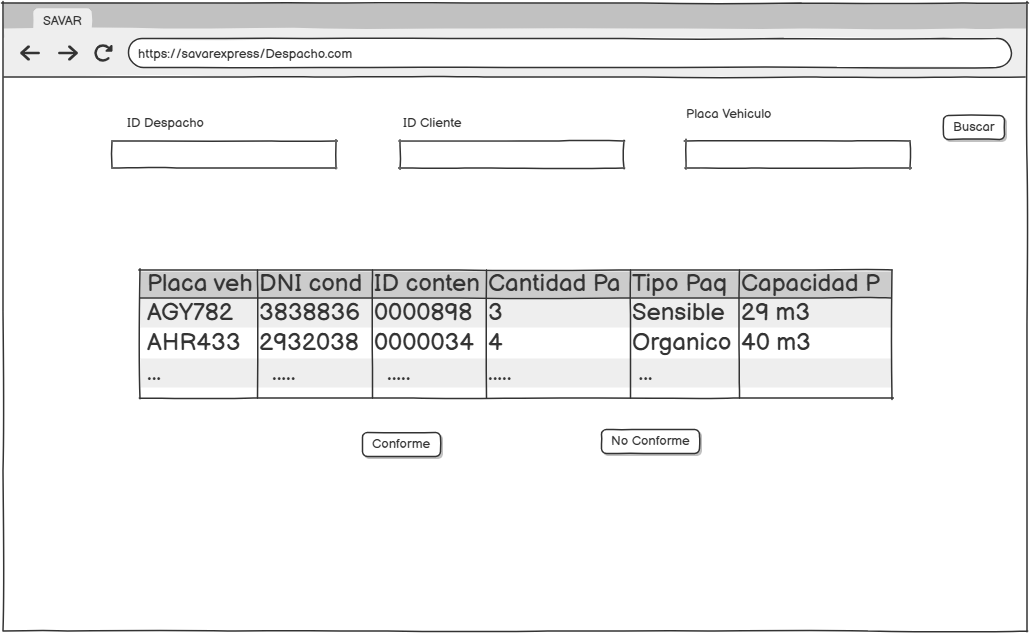 SAVAR
https://savarexpress/Despacho.com
ID Despacho ID Cliente Placa Vehiculo Buscar
Placa veh DNI cond ID conten Cantidad Pa Tipo Paq Capacidad P
AGY782 3838836 0000898 3 Sensible 29 m3
AHR433 2932038 0000034 4 Organico 40 m3
... ..... ..... ..... ...
Conforme No Conforme